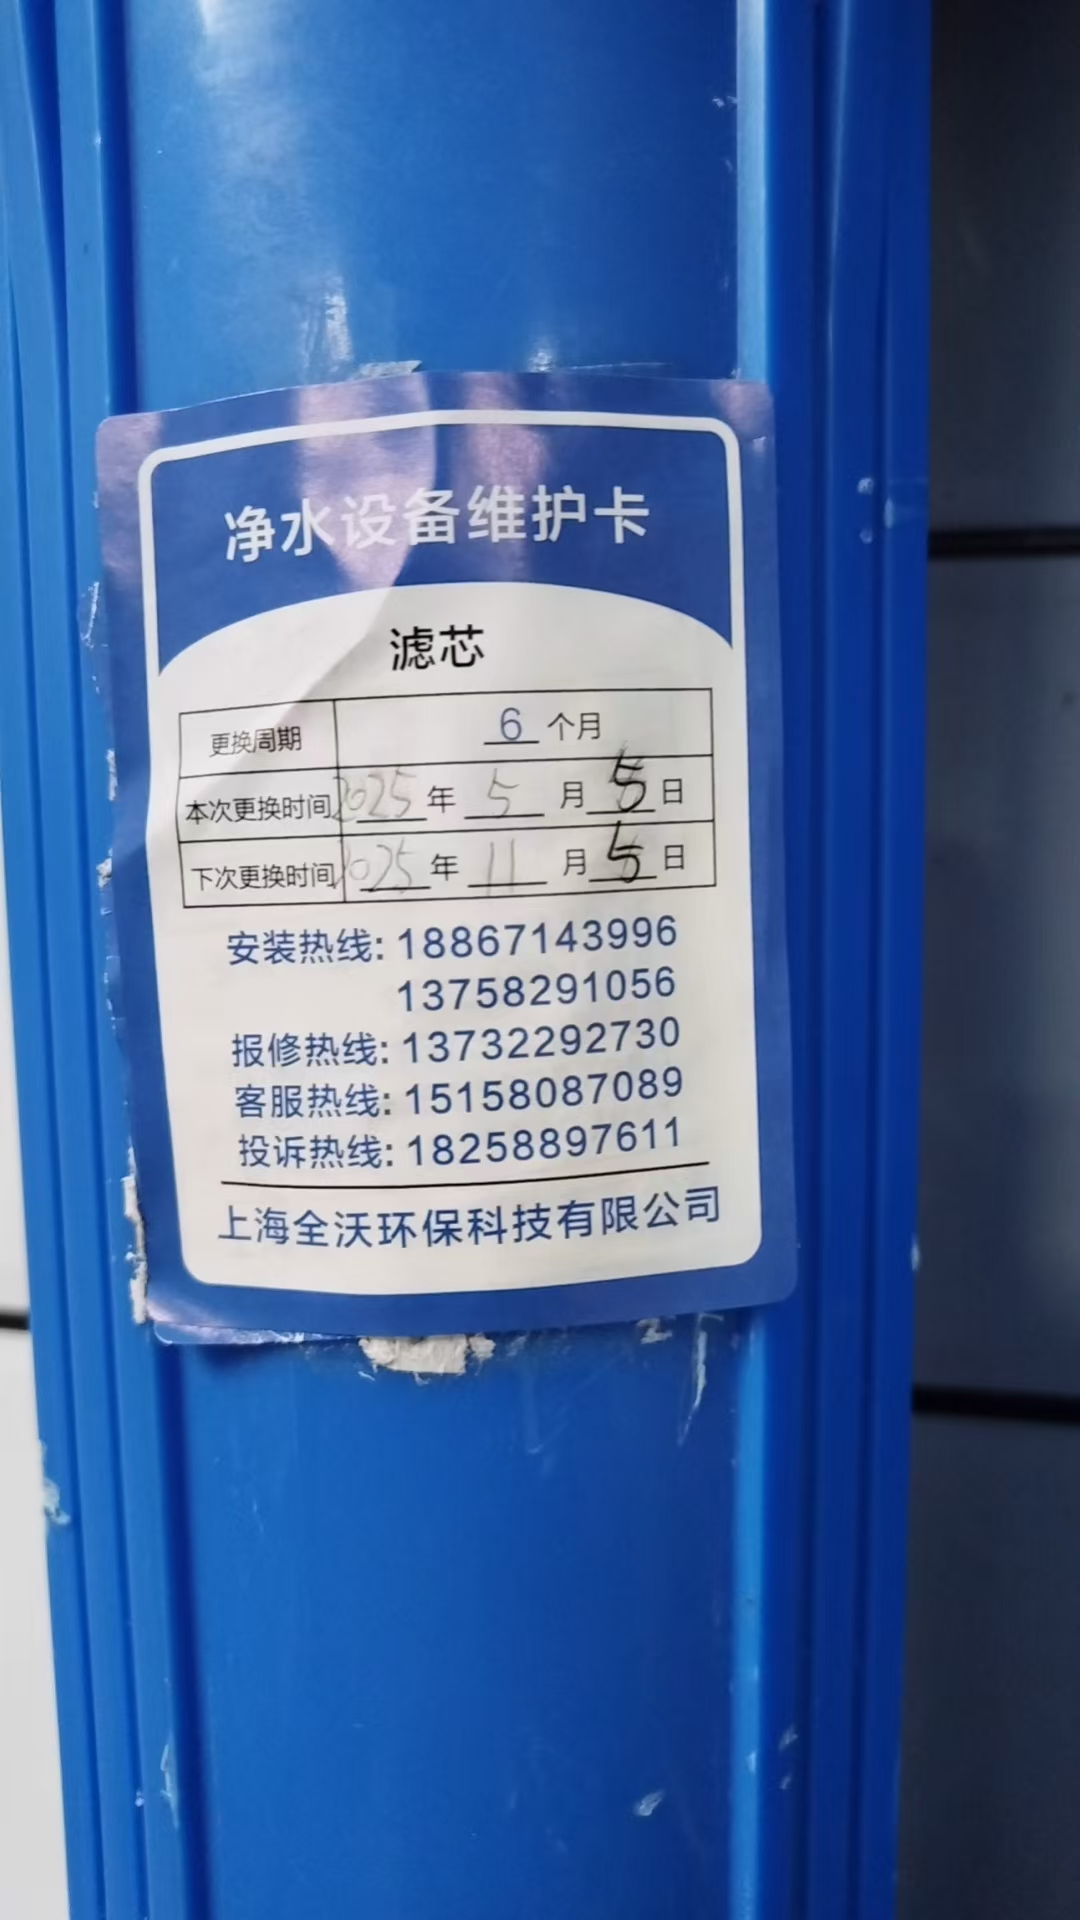 净水设备维护卡
滤芯
更换周期 6 个月
本次更换时间 2025 年 5 月 5 日
下次更换时间 2025 年 11 月 5 日
安装热线: 18867143996
13758291056
报修热线: 13732292730
客服热线: 15158087089
投诉热线: 18258897611
上海全沃环保科技有限公司